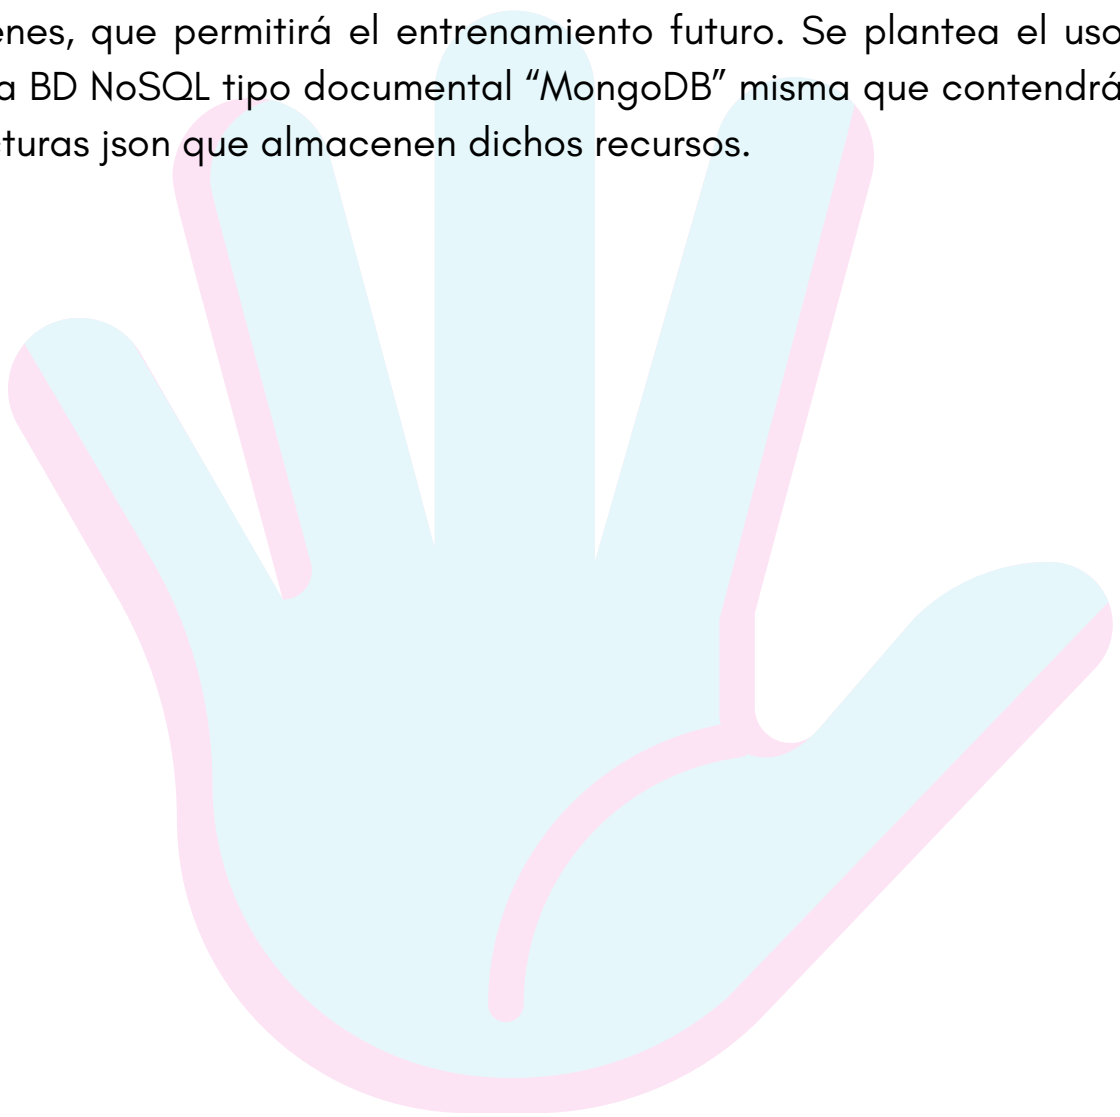 enes, que permitirá el entrenamiento futuro. Se plantea el uso
a BD NoSQL tipo documental “MongoDB” misma que contendrá
cturas json que almacenen dichos recursos.